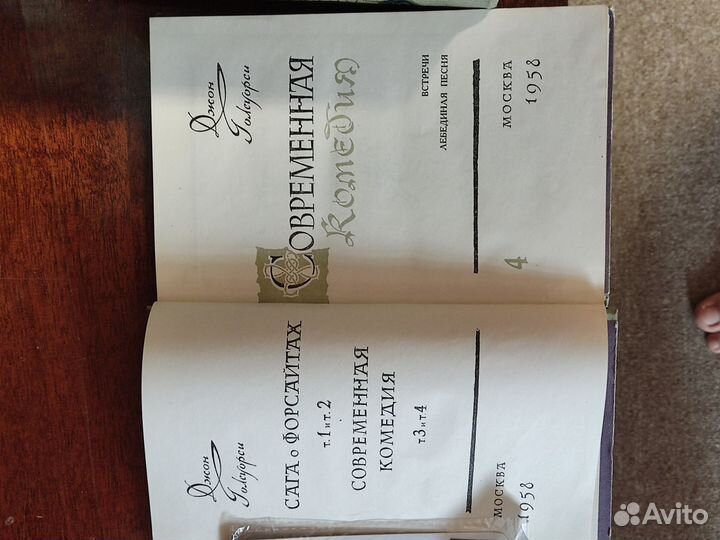 Джон
Голсуорси
САГА о ФОРСАЙТАХ
т.1 и т.2
СОВРЕМЕННАЯ
КОМЕДИЯ
т.3 и т.4
МОСКВА
1958
Джон
Голсуорси
СОВРЕМЕННАЯ
КОМЕДИЯ
ВСТРЕЧИ
ЛЕБЕДИНАЯ ПЕСНЯ
4
МОСКВА
1958
Avito